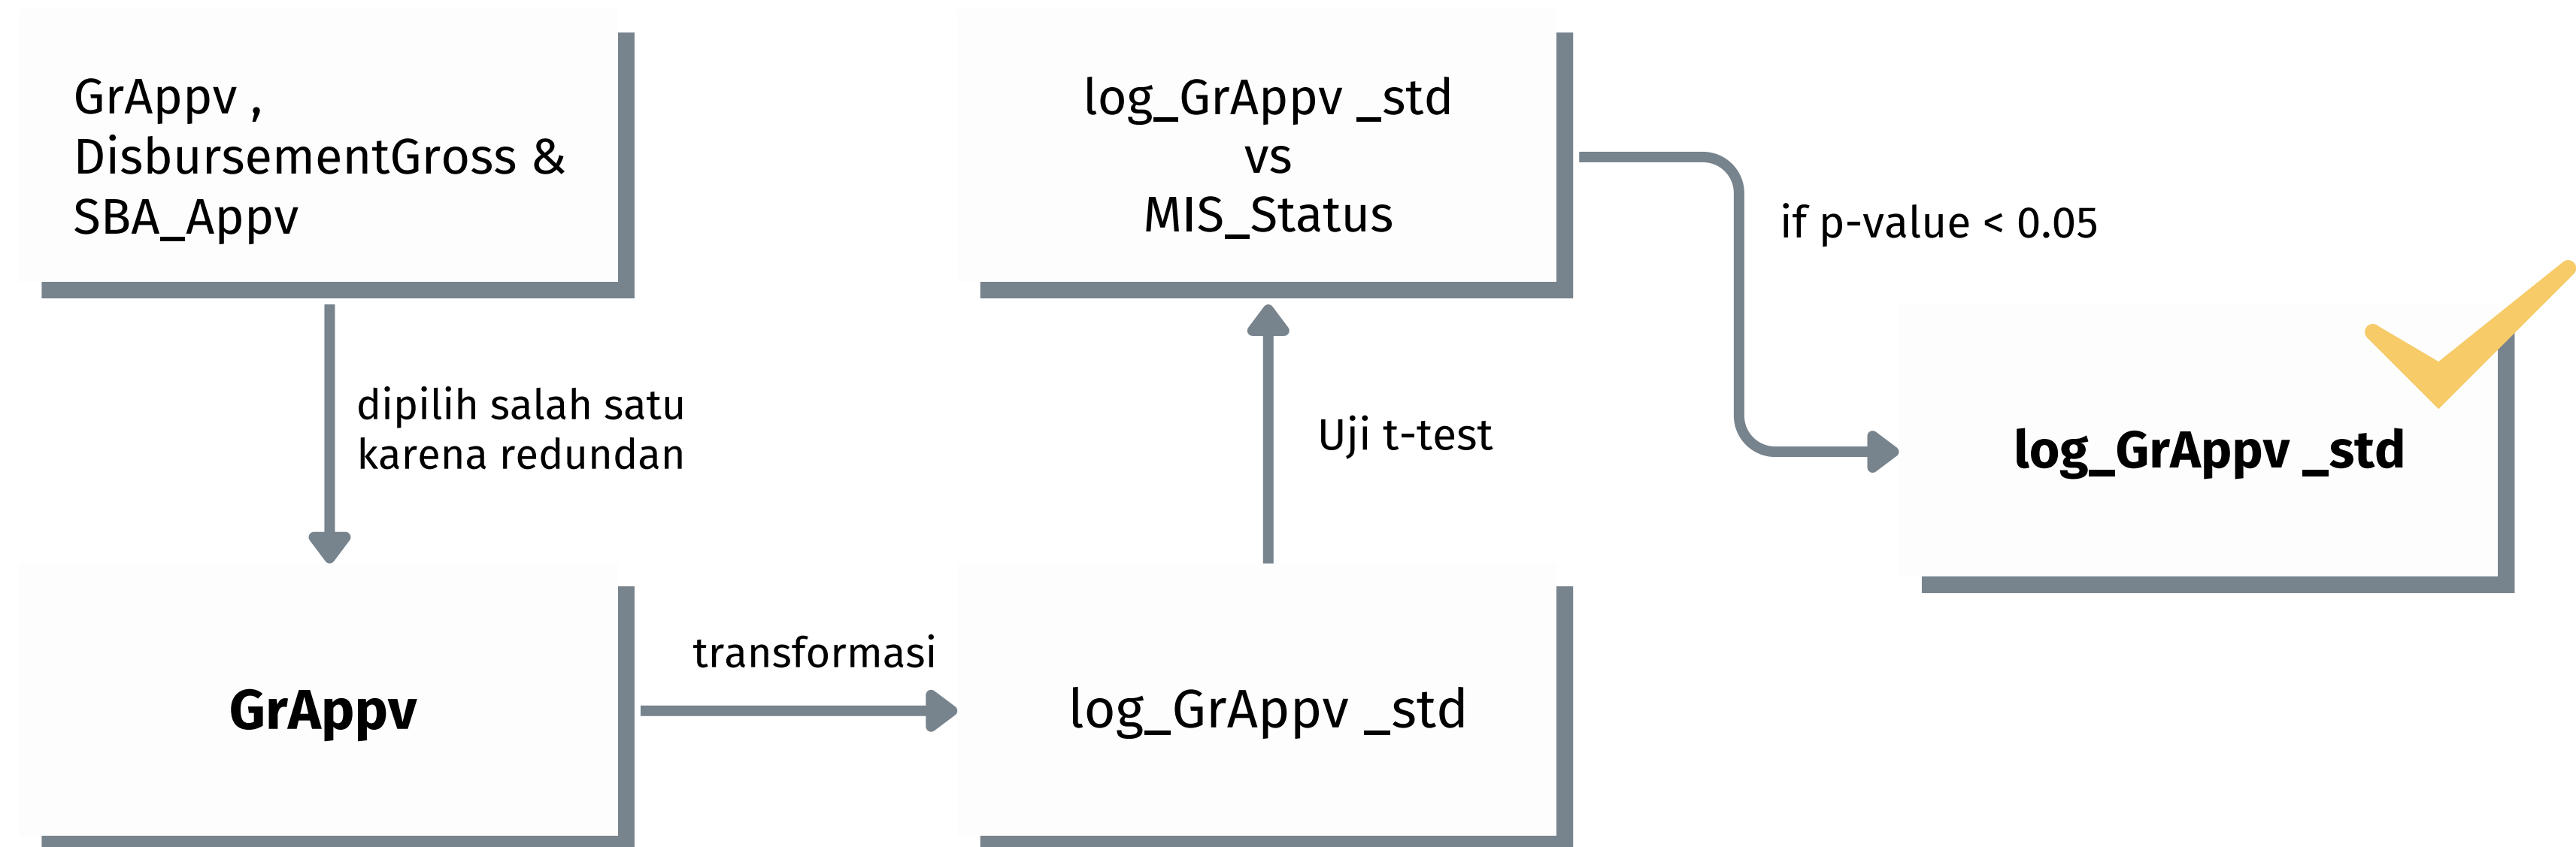 GrAppv ,
DisbursementGross &
SBA_Appv
dipilih salah satu
karena redundan
GrAppv
transformasi
log_GrAppv _std
Uji t-test
log_GrAppv _std
vs
MIS_Status
if p-value < 0.05
log_GrAppv _std